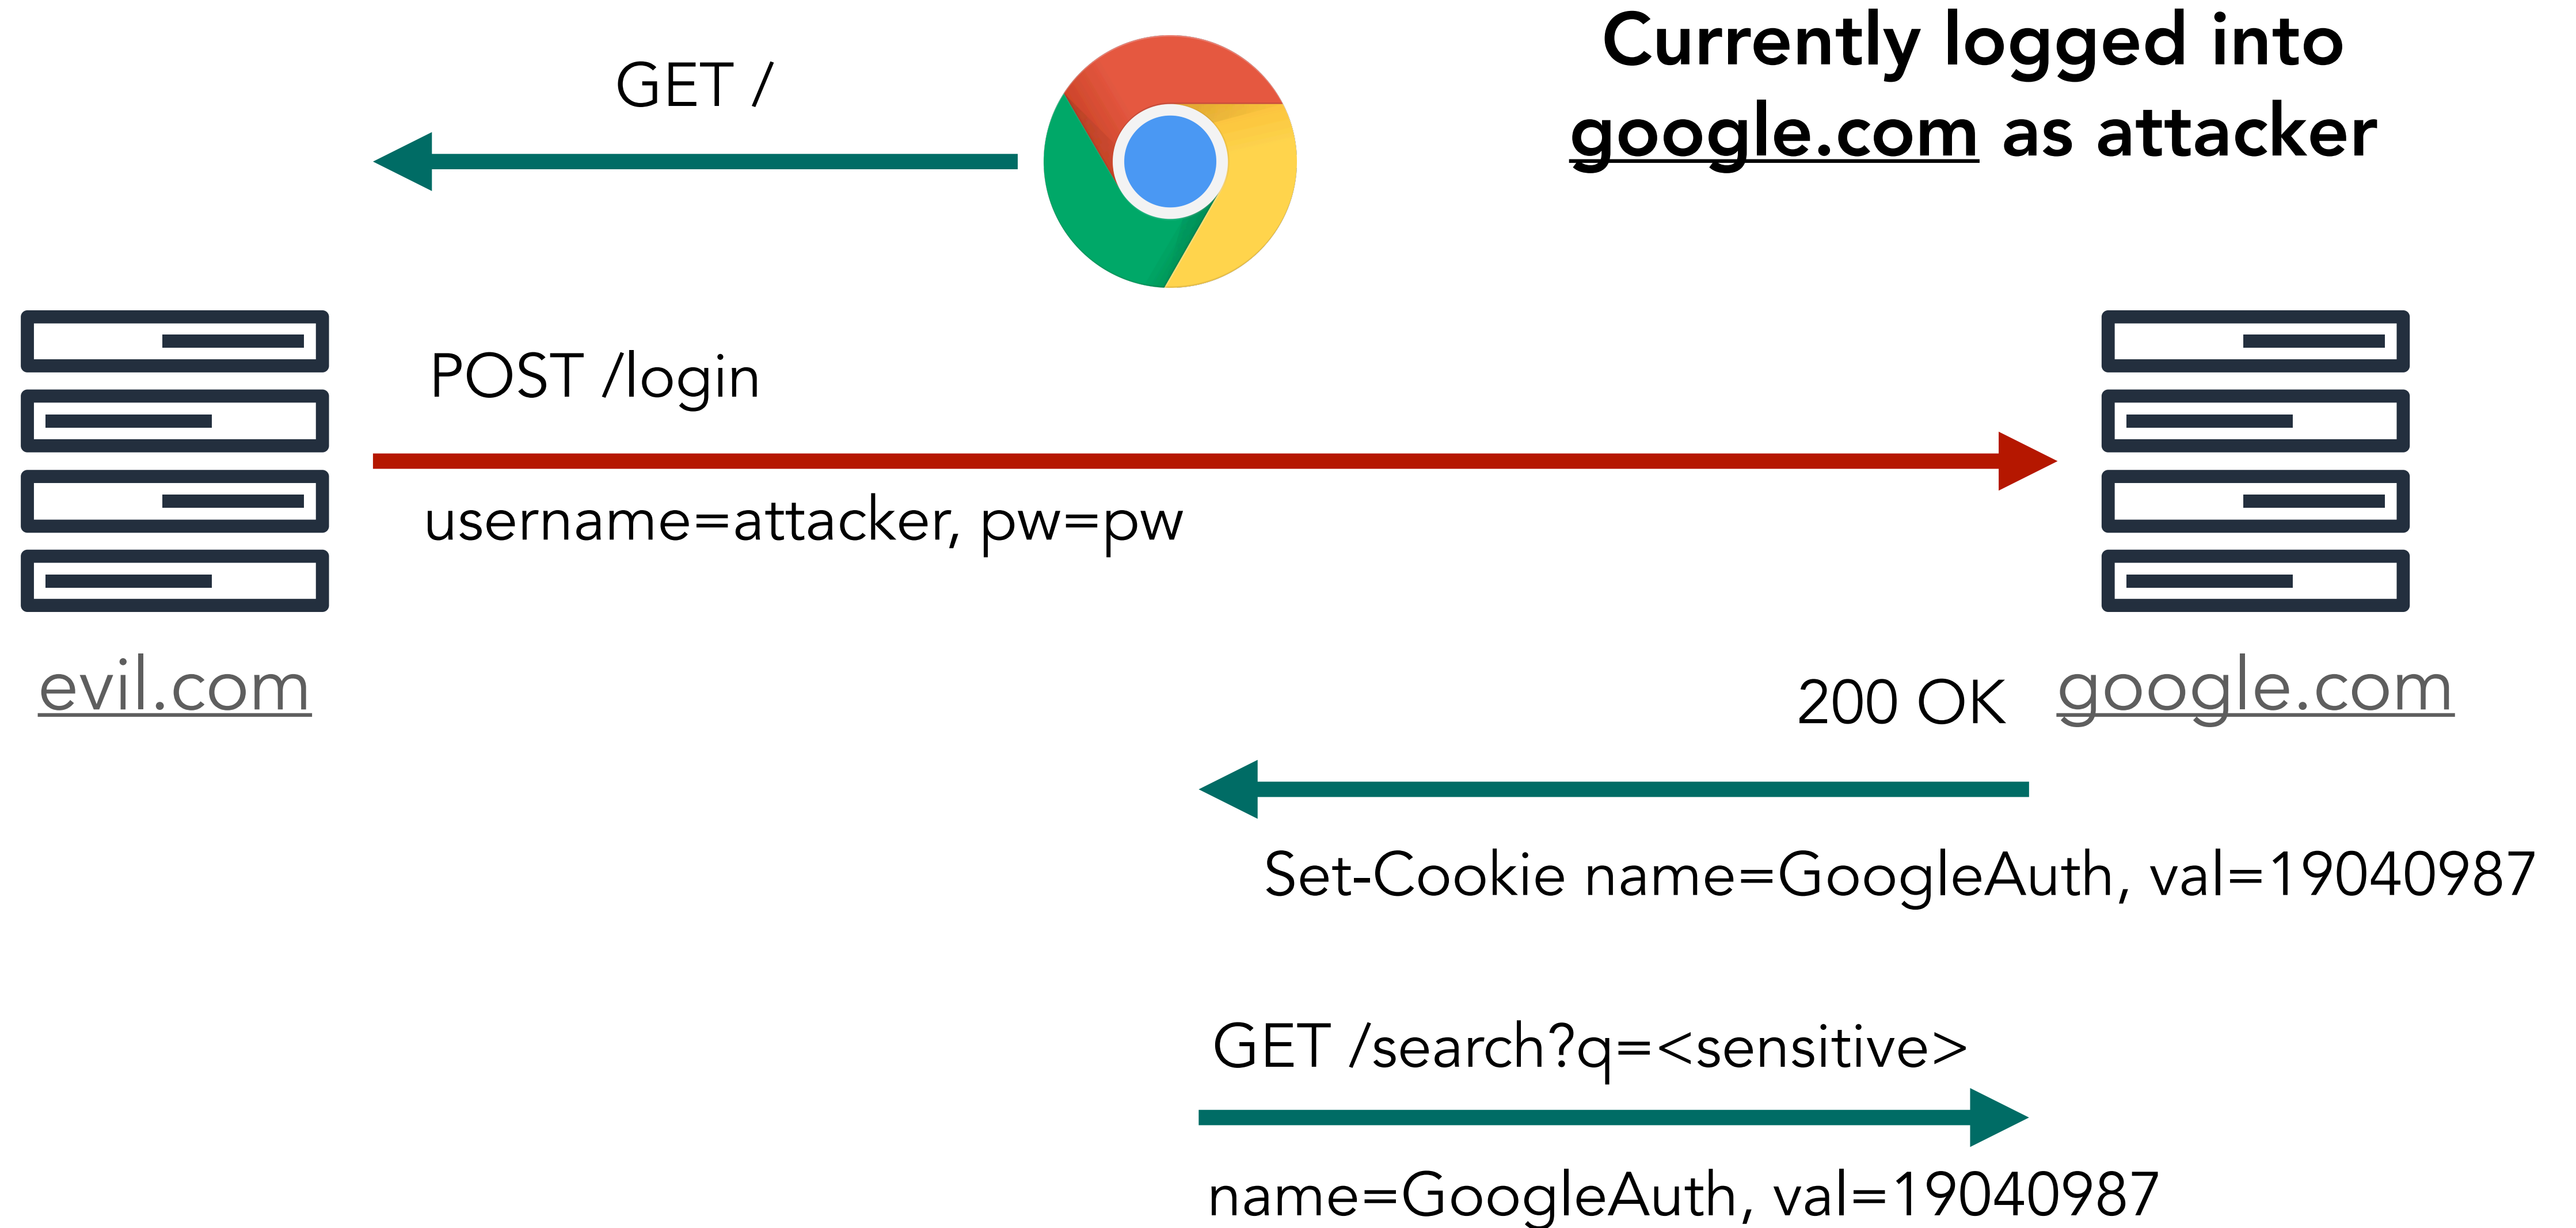 Currently logged into
google.com as attacker
GET /
POST /login
username=attacker, pw=pw
evil.com
google.com
200 OK
Set-Cookie name=GoogleAuth, val=19040987
GET /search?q=<sensitive>
name=GoogleAuth, val=19040987